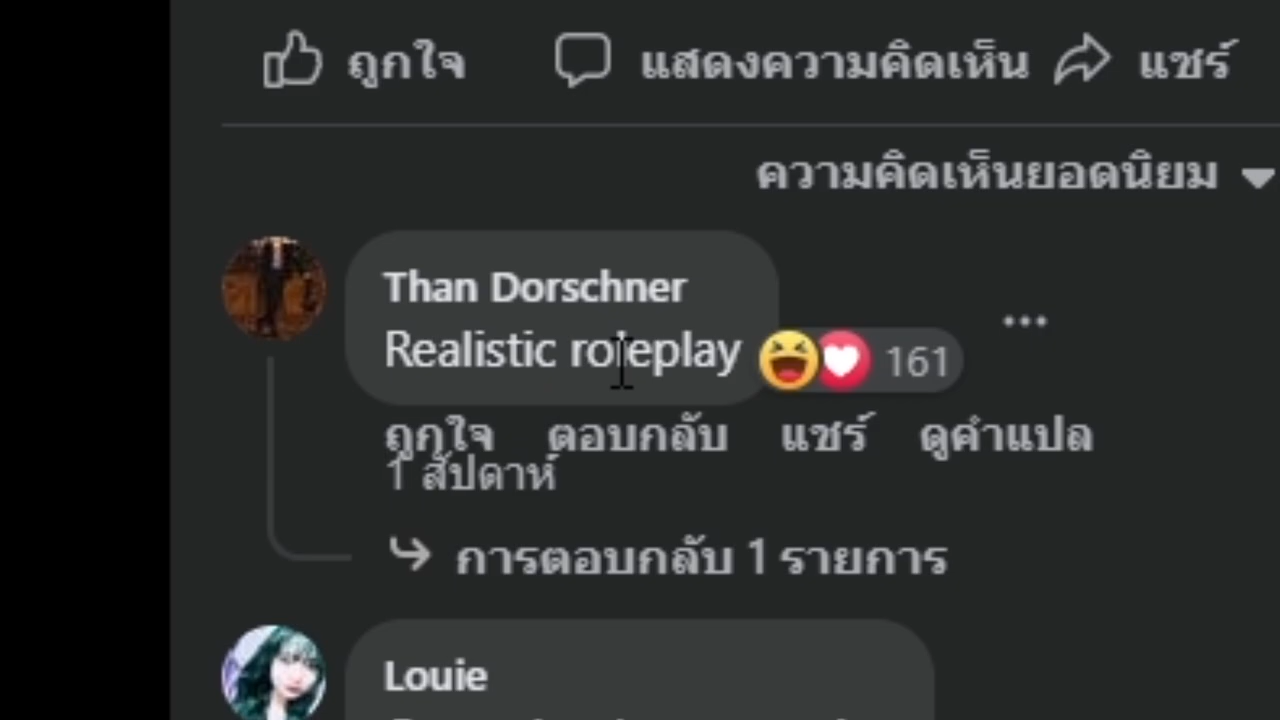 ถูกใจ แสดงความคิดเห็น แชร์
ความคิดเห็นยอดนิยม
Than Dorschner
Realistic roleplay
161
ถูกใจ ตอบกลับ แชร์ ดูคำแปล
1 สัปดาห์
การตอบกลับ 1 รายการ
Louie